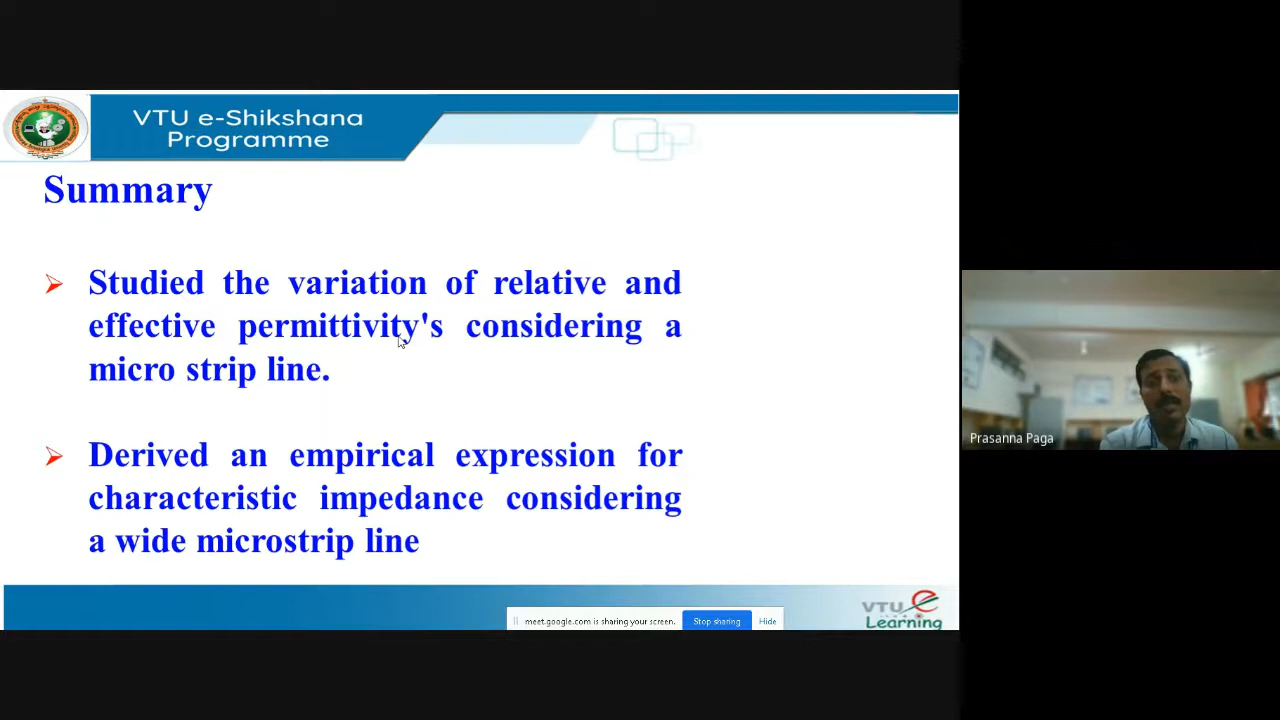 VTU e-Shikshana
Programme
Summary
Studied the variation of relative and
effective permittivity's considering a
micro strip line.
Derived an empirical expression for
characteristic impedance considering
a wide microstrip line
Prasanna Paga
meet.google.com is sharing your screen.
Stop sharing
Hide
VTU e
Learning